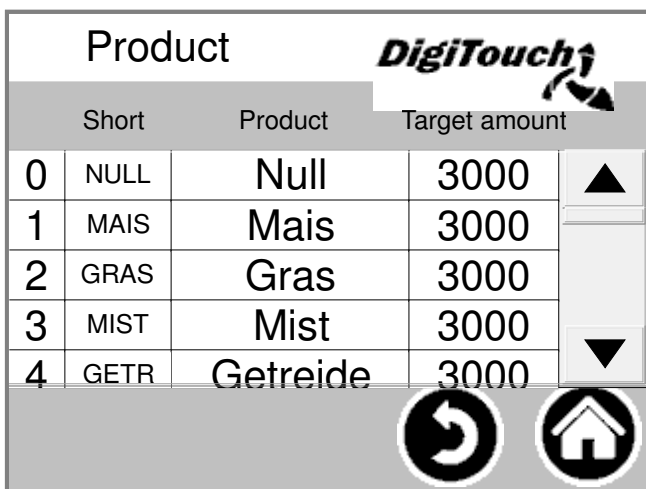 Product DigiTouch
Short Product Target amount
0 NULL Null 3000
1 MAIS Mais 3000
2 GRAS Gras 3000
3 MIST Mist 3000
4 GETR Getreide 3000